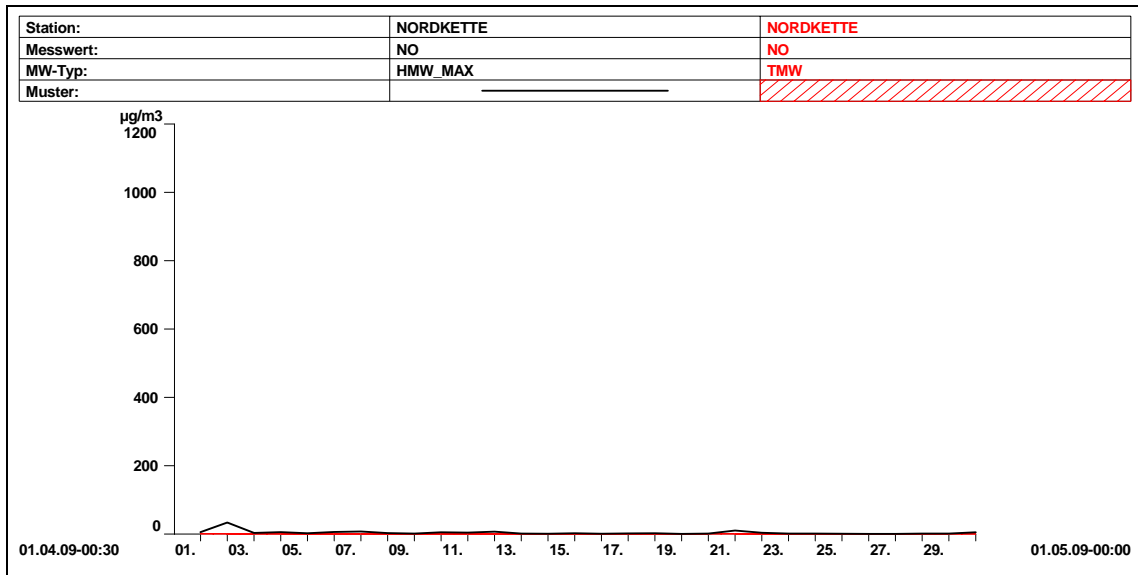 Station: NORDKETTE NORDKETTE
Messwert: NO NO
MW-Typ: HMW_MAX TMW
Muster:
µg/m3
1200
1000
800
600
400
200
0
01.04.09-00:30 01. 03. 05. 07. 09. 11. 13. 15. 17. 19. 21. 23. 25. 27. 29. 01.05.09-00:00